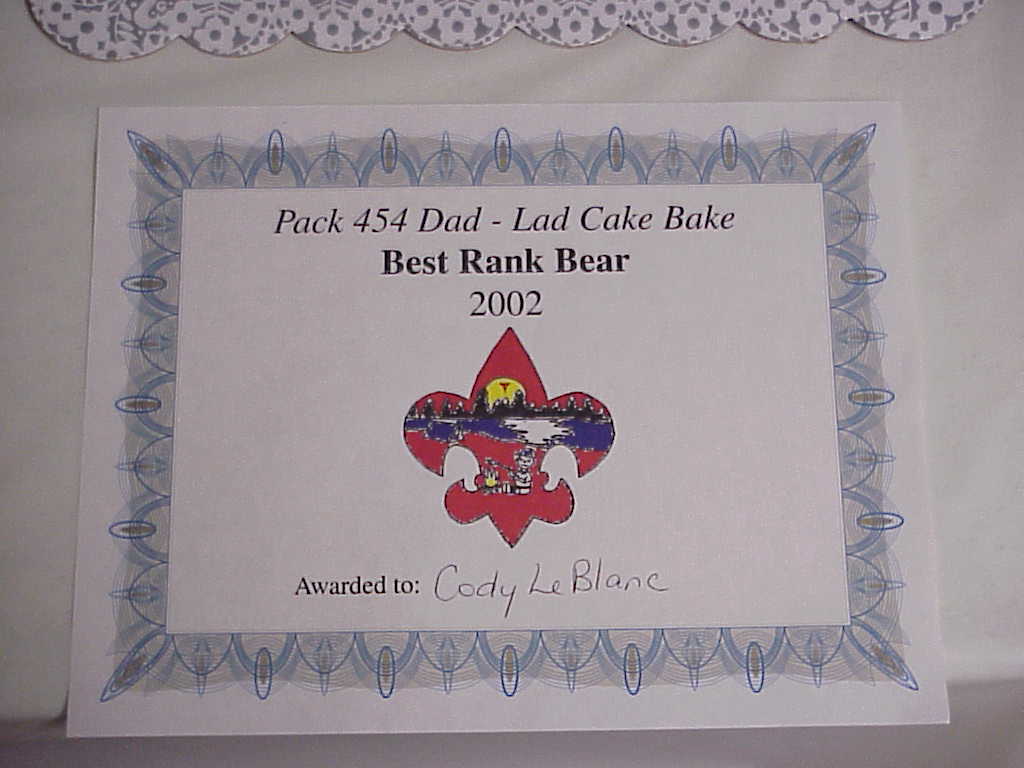 Pack 454 Dad - Lad Cake Bake
Best Rank Bear
2002
Awarded to: Cody LeBlanc